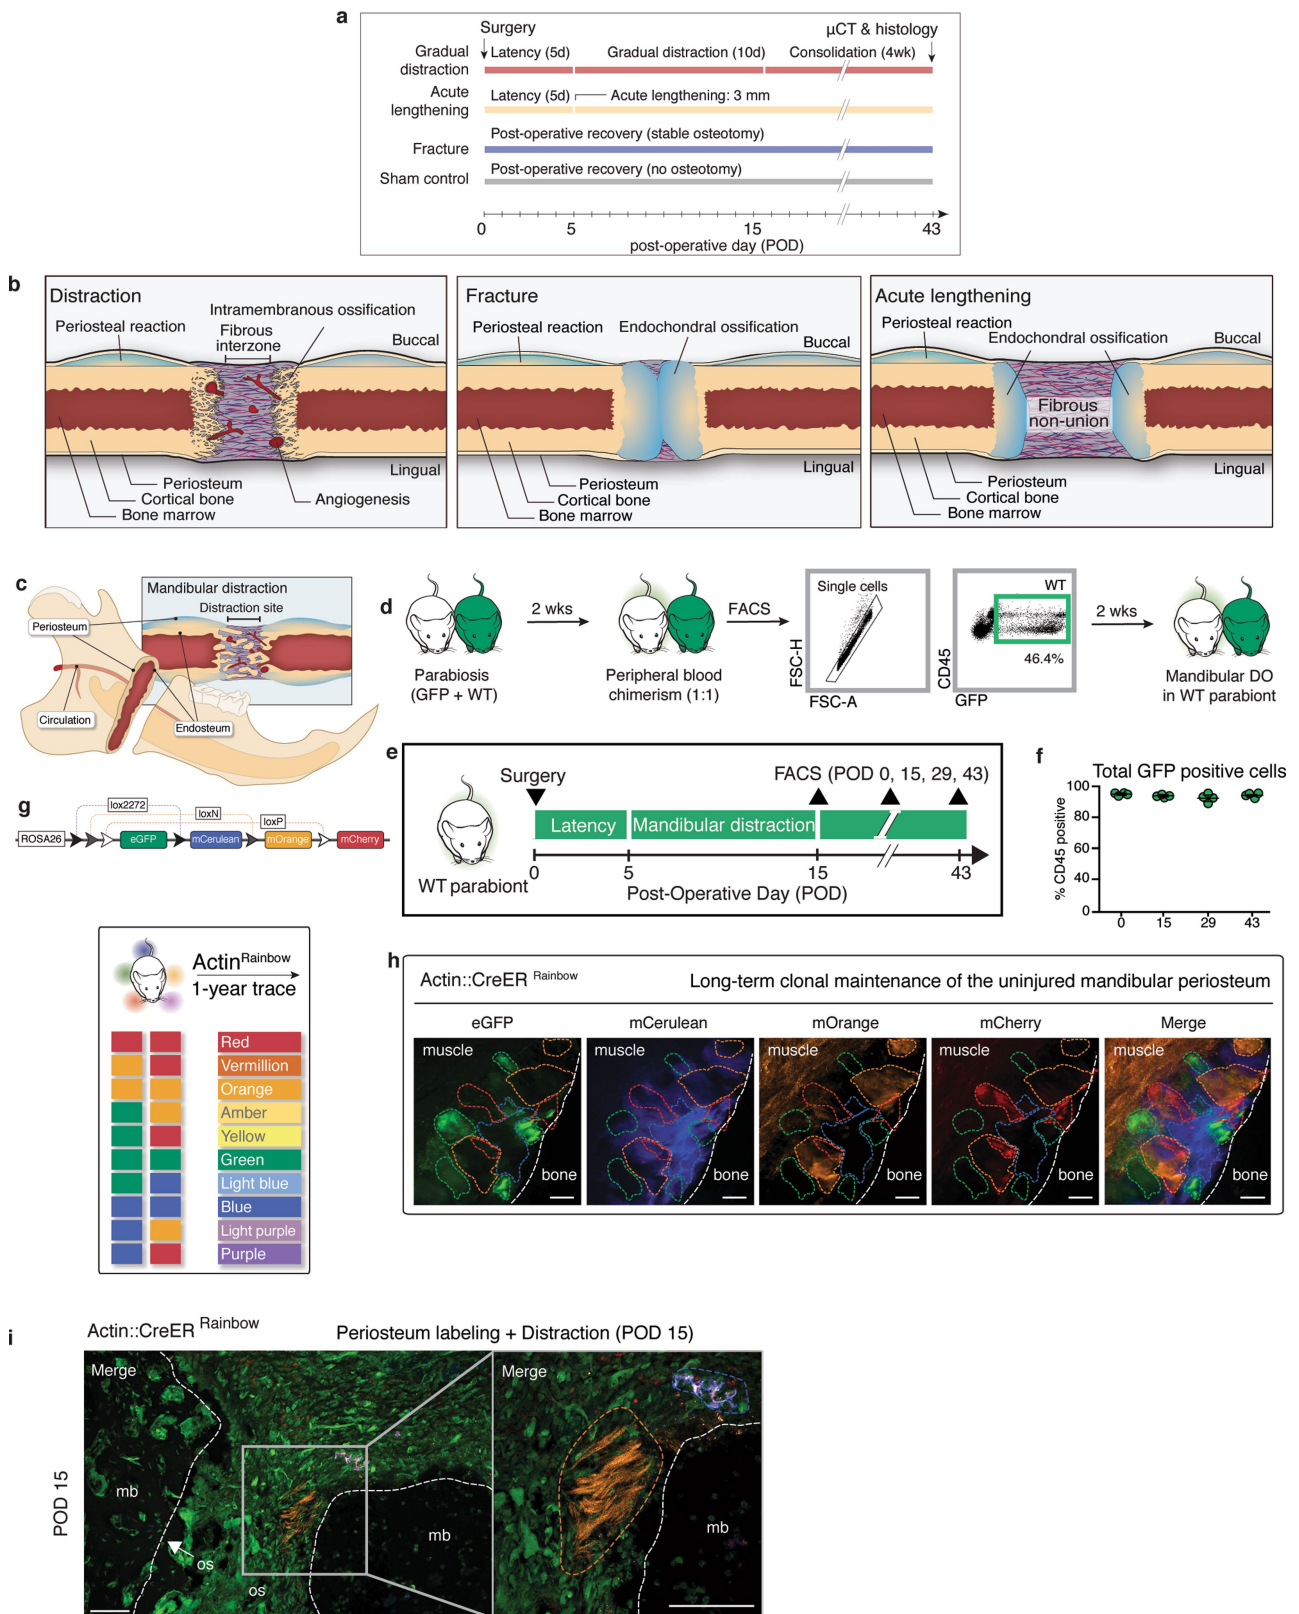 a
Surgery
µCT & histology
Gradual distraction
Latency (5d)
Gradual distraction (10d)
Consolidation (4wk)
Acute lengthening
Latency (5d)
Acute lengthening: 3 mm
Fracture
Post-operative recovery (stable osteotomy)
Sham control
Post-operative recovery (no osteotomy)
0 5 15 43
post-operative day (POD)
b
Distraction
Intramembranous ossification
Periosteal reaction
Fibrous interzone
Buccal
Lingual
Periosteum
Cortical bone
Angiogenesis
Bone marrow
Fracture
Periosteal reaction
Endochondral ossification
Buccal
Lingual
Periosteum
Cortical bone
Bone marrow
Acute lengthening
Periosteal reaction
Endochondral ossification
Buccal
Fibrous non-union
Lingual
Periosteum
Cortical bone
Bone marrow
c
Mandibular distraction
Distraction site
Periosteum
Circulation
Endosteum
d
2 wks
FACS
2 wks
Parabiosis (GFP + WT)
Peripheral blood chimerism (1:1)
Single cells
FSC-H
FSC-A
WT
46.4%
CD45
GFP
Mandibular DO in WT parabiont
e
Surgery
FACS (POD 0, 15, 29, 43)
Latency
Mandibular distraction
WT parabiont
0 5 15 43
Post-Operative Day (POD)
f
Total GFP positive cells
% CD45 positive
100
80
60
40
0
0 15 29 43
g
lox2272
loxN
loxP
ROSA26
eGFP
mCerulean
mOrange
mCherry
Actin Rainbow
1-year trace
Red
Vermillion
Orange
Amber
Yellow
Green
Light blue
Blue
Light purple
Purple
h
Actin::CreER Rainbow
Long-term clonal maintenance of the uninjured mandibular periosteum
eGFP mCerulean mOrange mCherry Merge
muscle muscle muscle muscle muscle
bone bone bone bone bone
i
Actin::CreER Rainbow
Periosteum labeling + Distraction (POD 15)
POD 15
Merge
mb
os
os
mb
Merge
mb